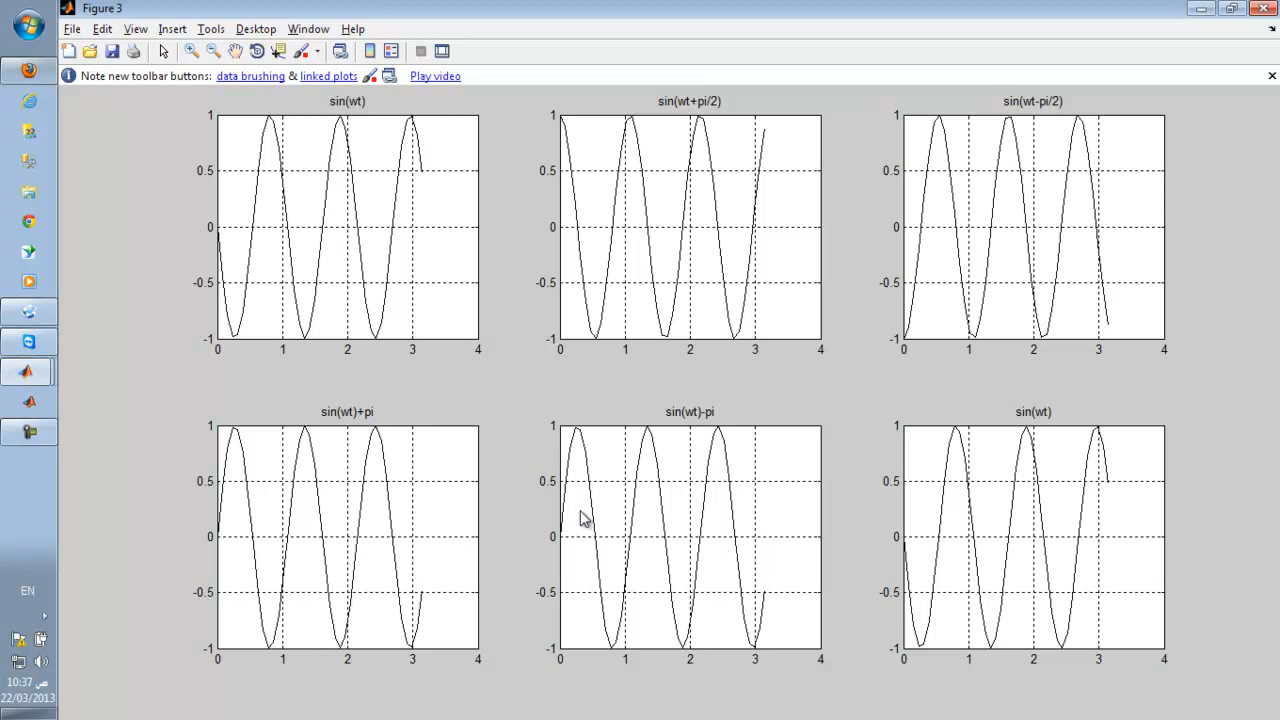 Figure 3
File Edit View Insert Tools Desktop Window Help
Note new toolbar buttons: data brushing & linked plots Play video
sin(wt) sin(wt+pi/2) sin(wt-pi/2)
1 1 1
0.5 0.5 0.5
0 0 0
-0.5 -0.5 -0.5
-1 -1 -1
0 1 2 3 4 0 1 2 3 4 0 1 2 3 4
sin(wt)+pi sin(wt)-pi sin(wt)
1 1 1
0.5 0.5 0.5
0 0 0
-0.5 -0.5 -0.5
-1 -1 -1
0 1 2 3 4 0 1 2 3 4 0 1 2 3 4
EN
10:37 ص
22/03/2013